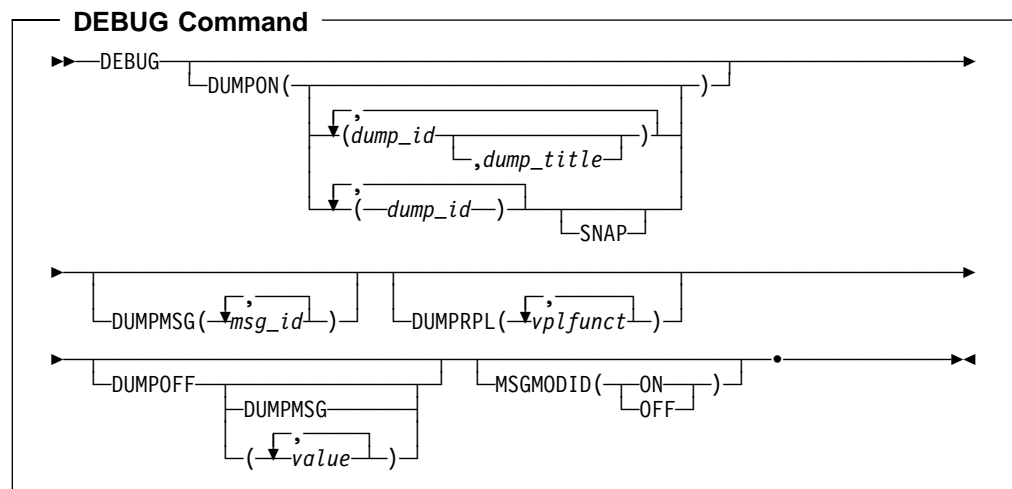 DEBUG Command
DEBUG
DUMPON( )
,
(dump_id )
,dump_title
,
( dump_id )
SNAP
, ,
DUMPMSG( msg_id ) DUMPRPL( vplfunct )
DUMPOFF MSGMODID( ON )
DUMPMSG OFF
,
( value )